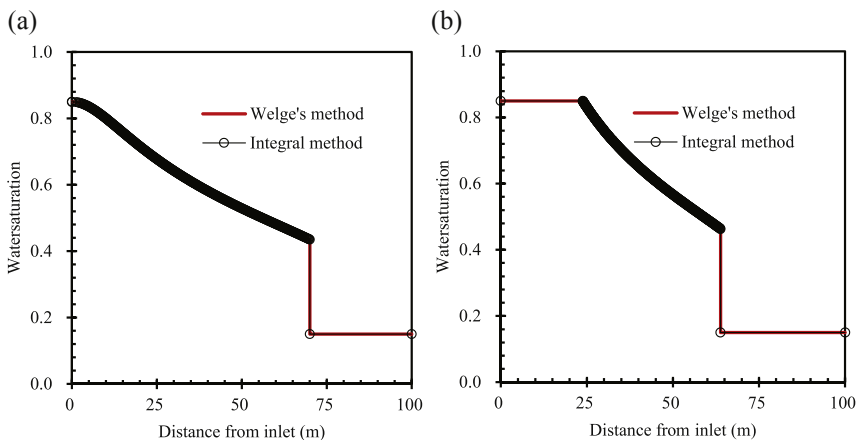 (a)
1.0
0.8
0.6
0.4
0.2
0.0
Watersaturation
Welge's method
Integral method
0
25
50
75
100
Distance from inlet (m)
(b)
1.0
0.8
0.6
0.4
0.2
0.0
Watersaturation
Welge's method
Integral method
0
25
50
75
100
Distance from inlet (m)